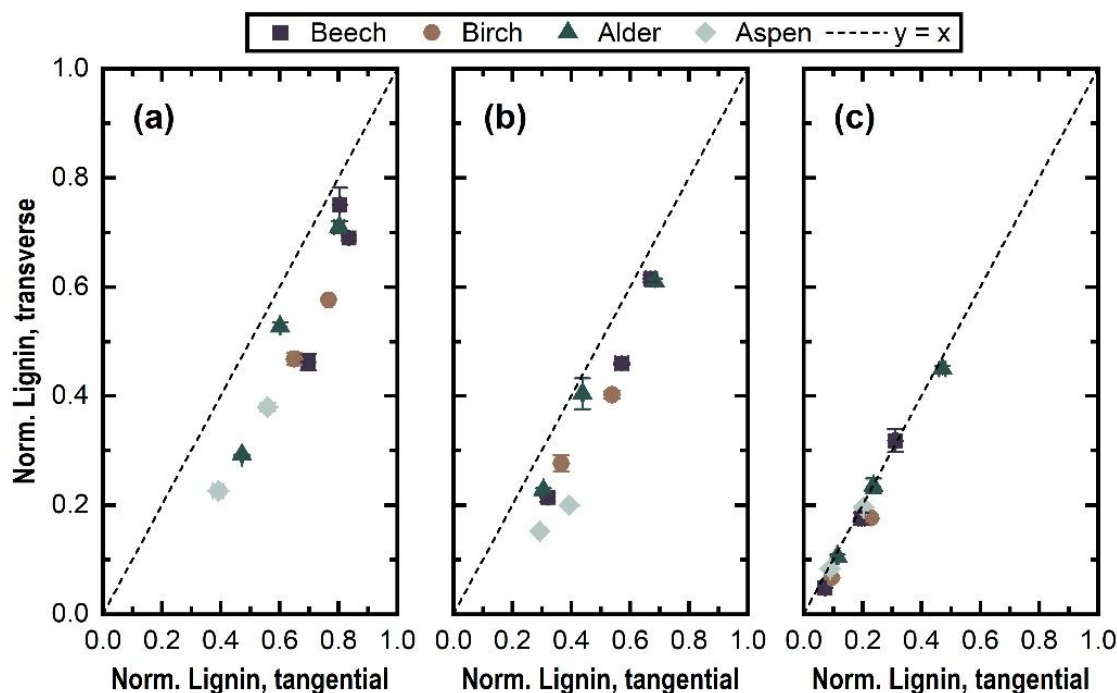 Beech Birch Alder Aspen y = x
(a) (b) (c)
1.0
0.8
0.6
0.4
0.2
0.0
Norm. Lignin, transverse
0.0 0.2 0.4 0.6 0.8 1.0
0.0 0.2 0.4 0.6 0.8 1.0
0.0 0.2 0.4 0.6 0.8 1.0
Norm. Lignin, tangential Norm. Lignin, tangential Norm. Lignin, tangential